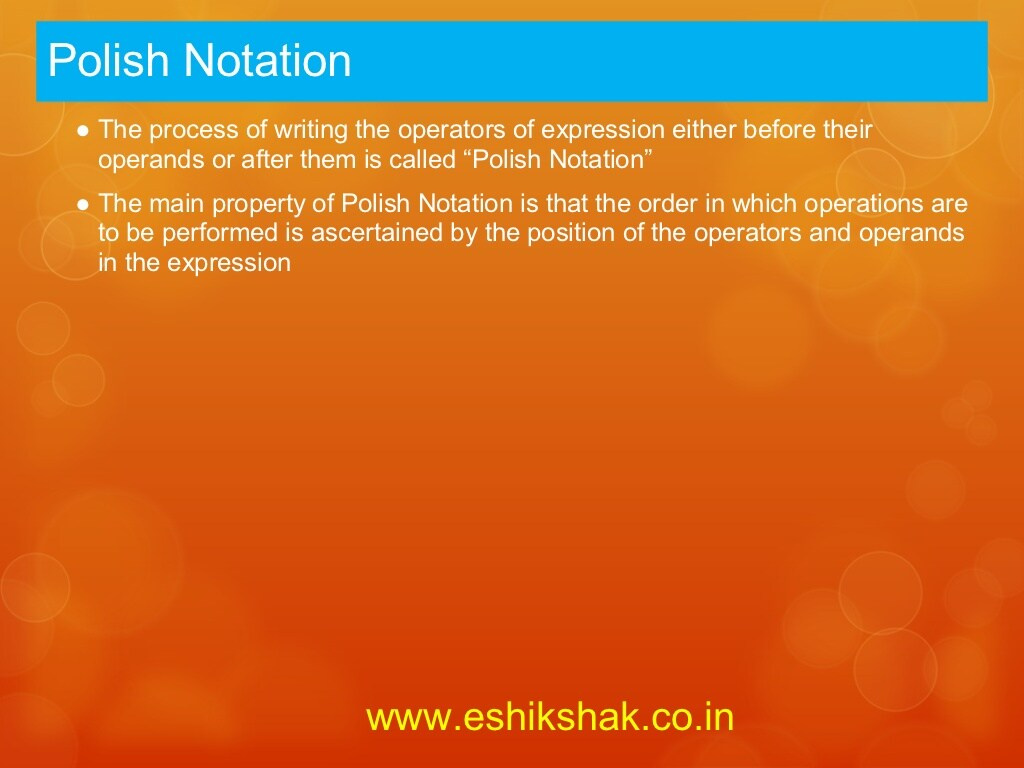 Polish Notation
● The process of writing the operators of expression either before their
operands or after them is called “Polish Notation”
● The main property of Polish Notation is that the order in which operations are
to be performed is ascertained by the position of the operators and operands
in the expression
www.eshikshak.co.in